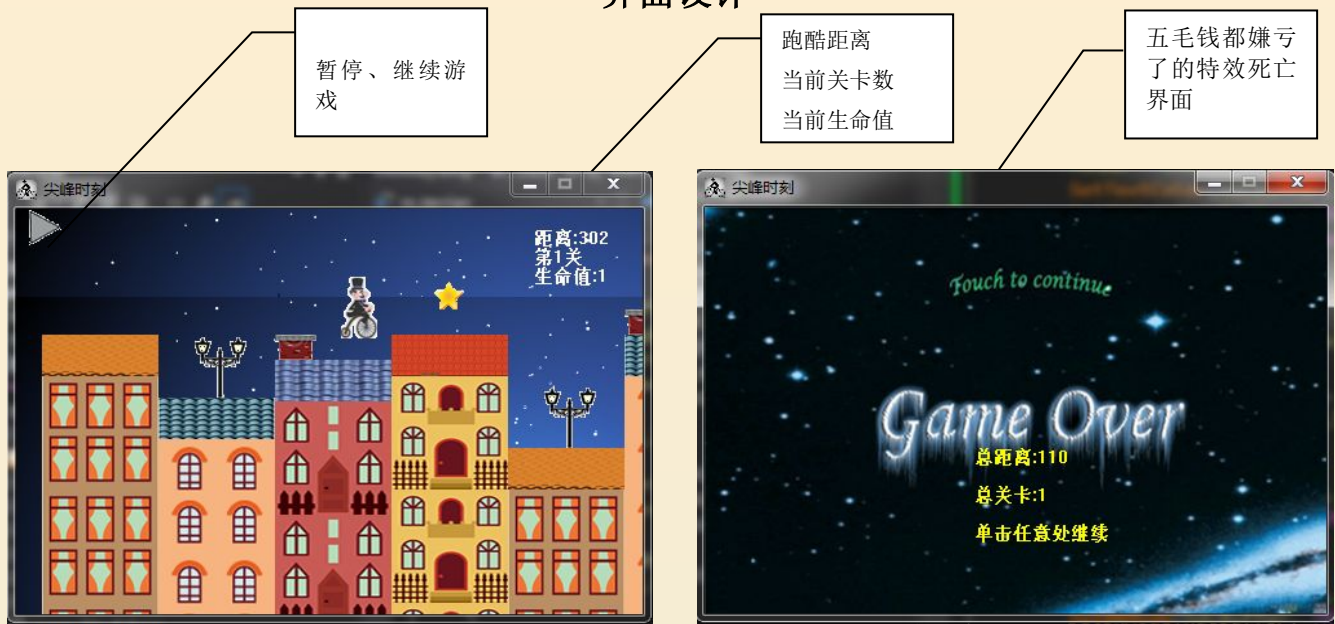 界面设计
暂停、继续游
戏
跑酷距离
当前关卡数
当前生命值
五毛钱都嫌亏
了的特效死亡
界面
尖峰时刻
距离:302
第1关
生命值:1
尖峰时刻
Touch to continue
Game Over
总距离:110
总关卡:1
单击任意处继续